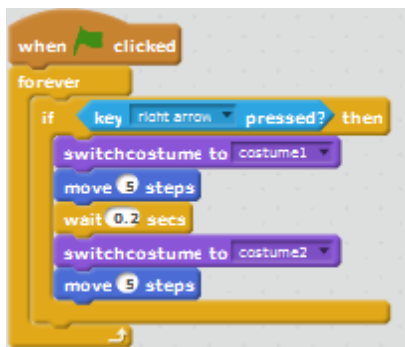 when clicked
forever
if key right arrow pressed? then
switchcostume to costume1
move 5 steps
wait 0.2 secs
switchcostume to costume2
move 5 steps